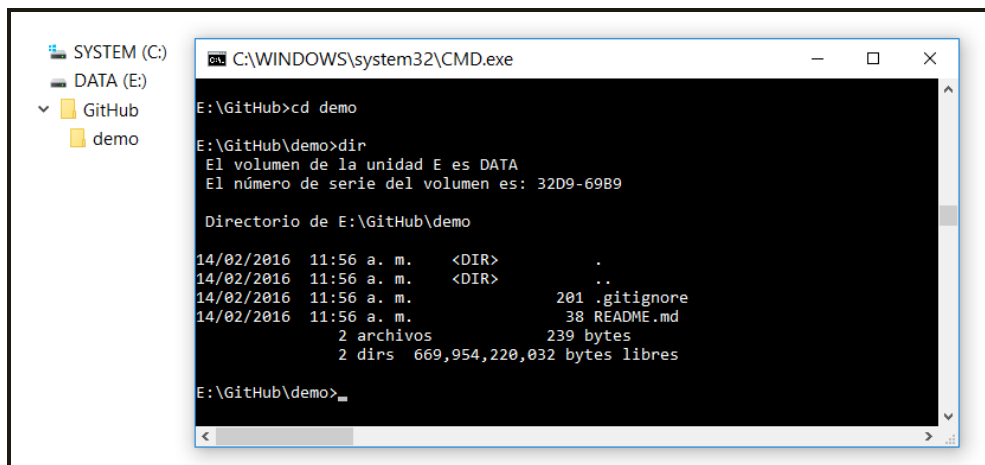 SYSTEM (C:)
DATA (E:)
GitHub
demo
C:\WINDOWS\system32\CMD.exe
E:\GitHub>cd demo
E:\GitHub\demo>dir
El volumen de la unidad E es DATA
El número de serie del volumen es: 32D9-69B9
Directorio de E:\GitHub\demo
14/02/2016  11:56 a. m.    <DIR>          .
14/02/2016  11:56 a. m.    <DIR>          ..
14/02/2016  11:56 a. m.               201 .gitignore
14/02/2016  11:56 a. m.                38 README.md
2 archivos            239 bytes
2 dirs  669,954,220,032 bytes libres
E:\GitHub\demo>_